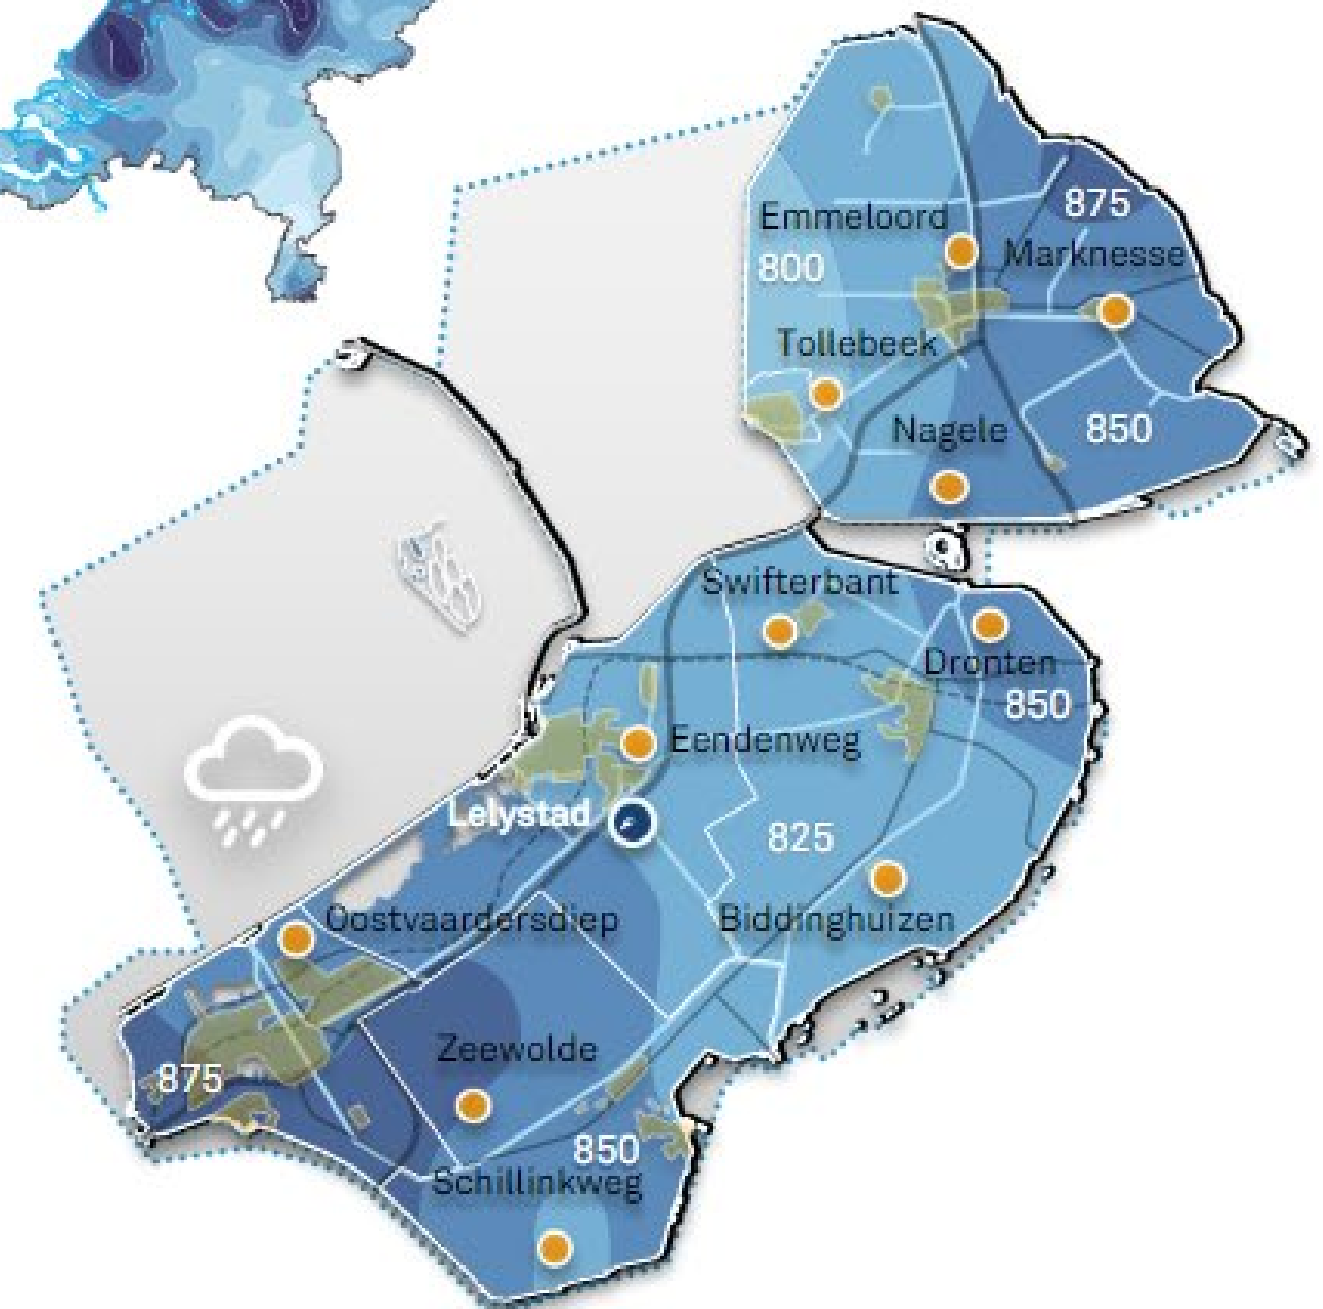 875
Emmeloord
Marknesse
800
Tollebeek
Nagele
850
Swifterbant
Dronten
850
Eendenweg
Lelystad
825
Oostvaardersdiep
Biddinghuizen
Zeewolde
875
850
Schillinkweg